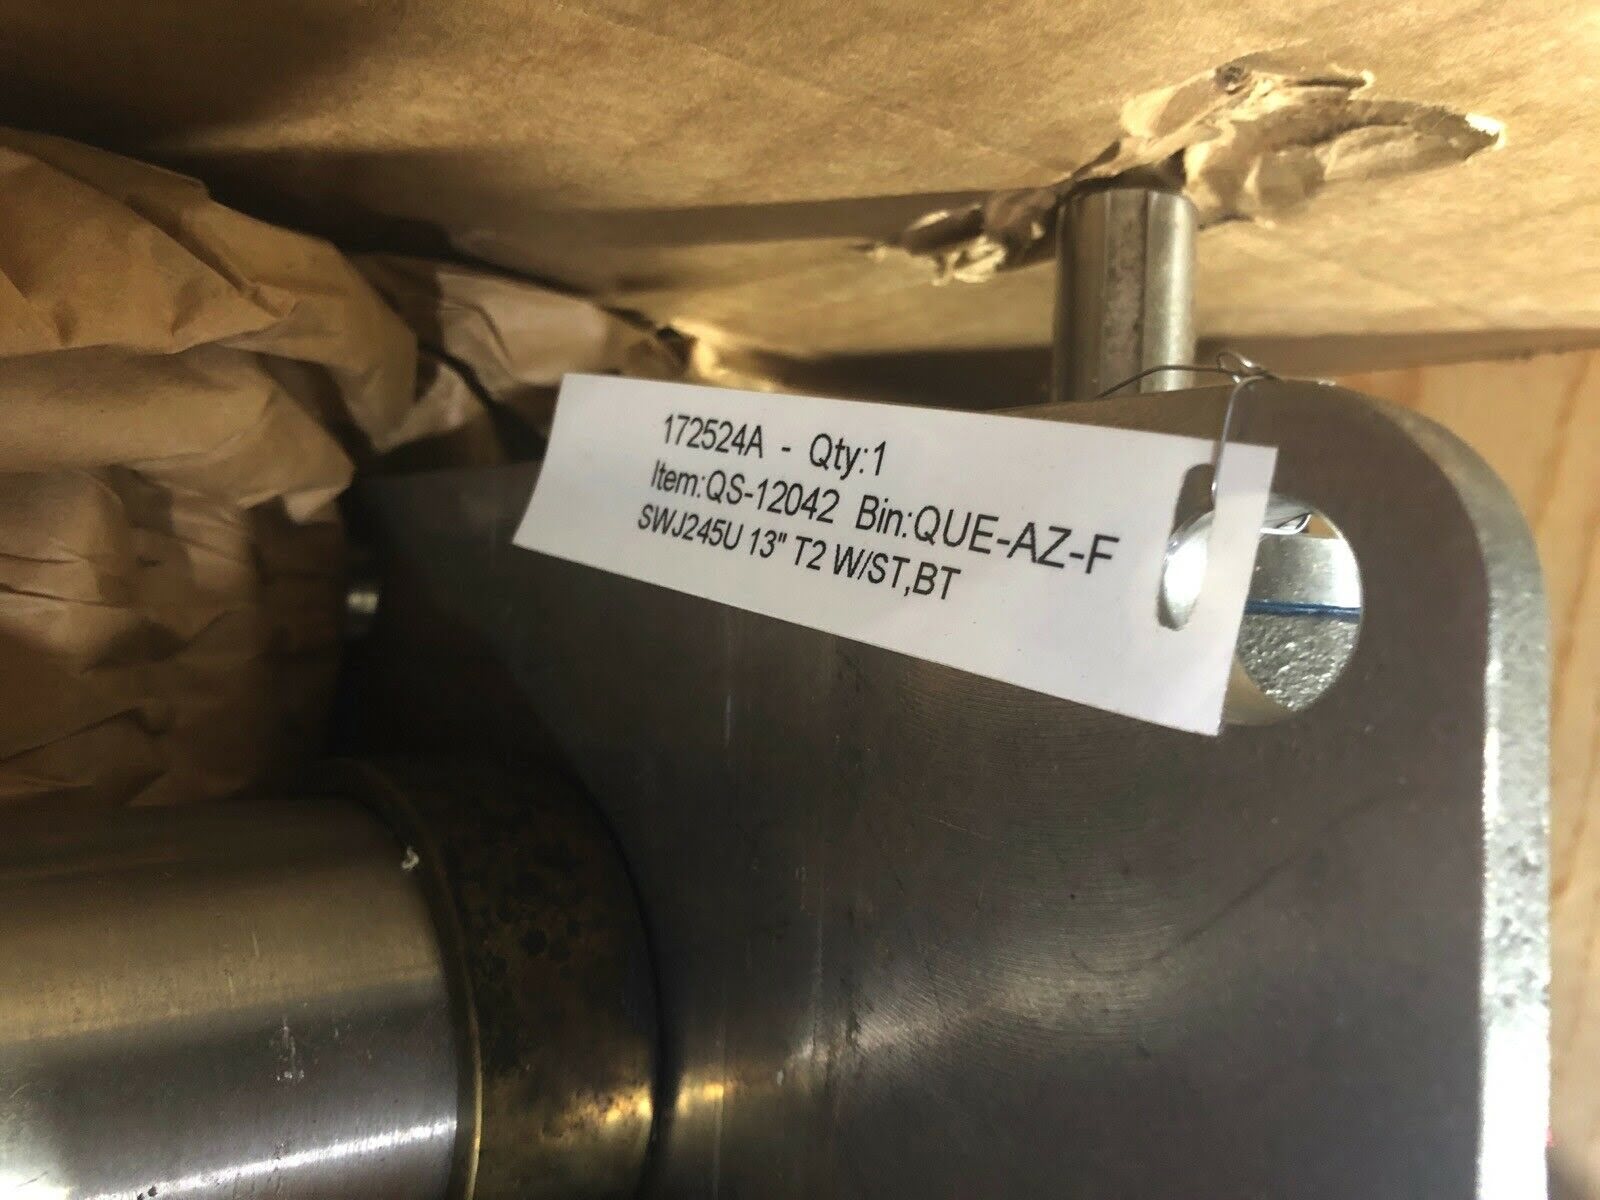 172524A - Qty:1
Item:QS-12042 Bin:QUE-AZ-F
SWJ245U 13" T2 W/ST,BT